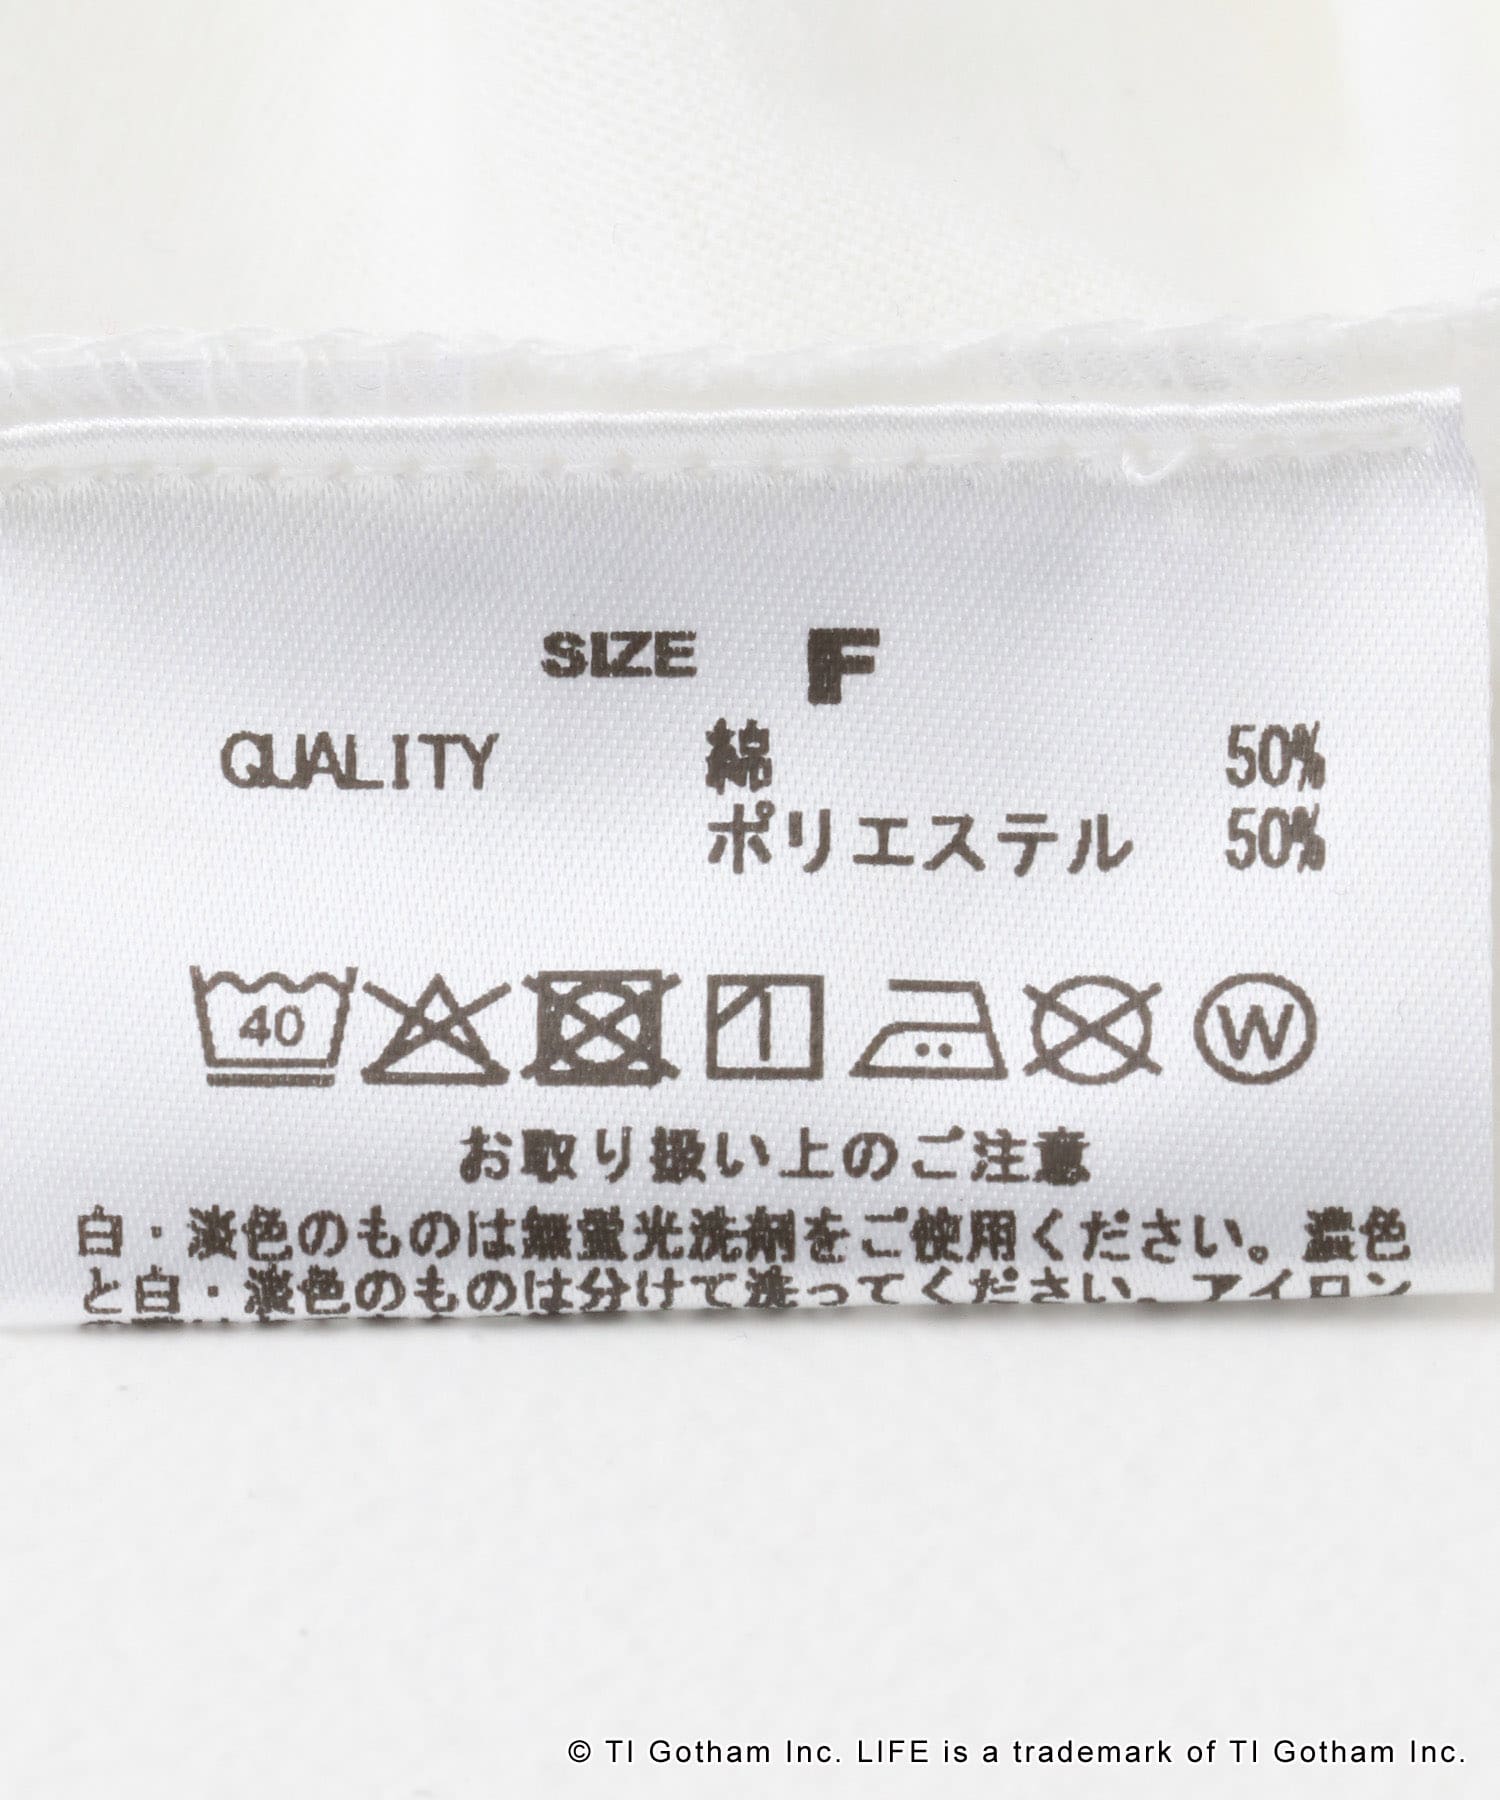 SIZE F
QUALITY 綿 50%
ポリエステル 50%
40 W
お取り扱い上のご注意
白・淡色のものは無蛍光洗剤をご使用ください。濃色
と白・淡色のものは分けて洗ってください。アイロン
© TI Gotham Inc. LIFE is a trademark of TI Gotham Inc.